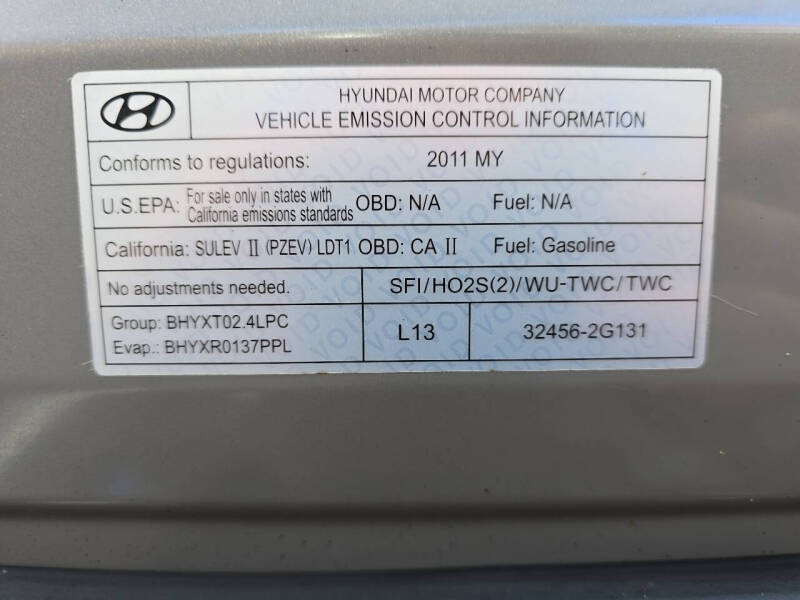 HYUNDAI MOTOR COMPANY
VEHICLE EMISSION CONTROL INFORMATION
Conforms to regulations: 2011 MY
U.S.EPA: For sale only in states with California emissions standards OBD: N/A Fuel: N/A
California: SULEV II (PZEV) LDT1 OBD: CA II Fuel: Gasoline
No adjustments needed. SFI/HO2S(2)/WU-TWC/TWC
Group: BHYXT02.4LPC
Evap.: BHYXR0137PPL
L13 32456-2G131